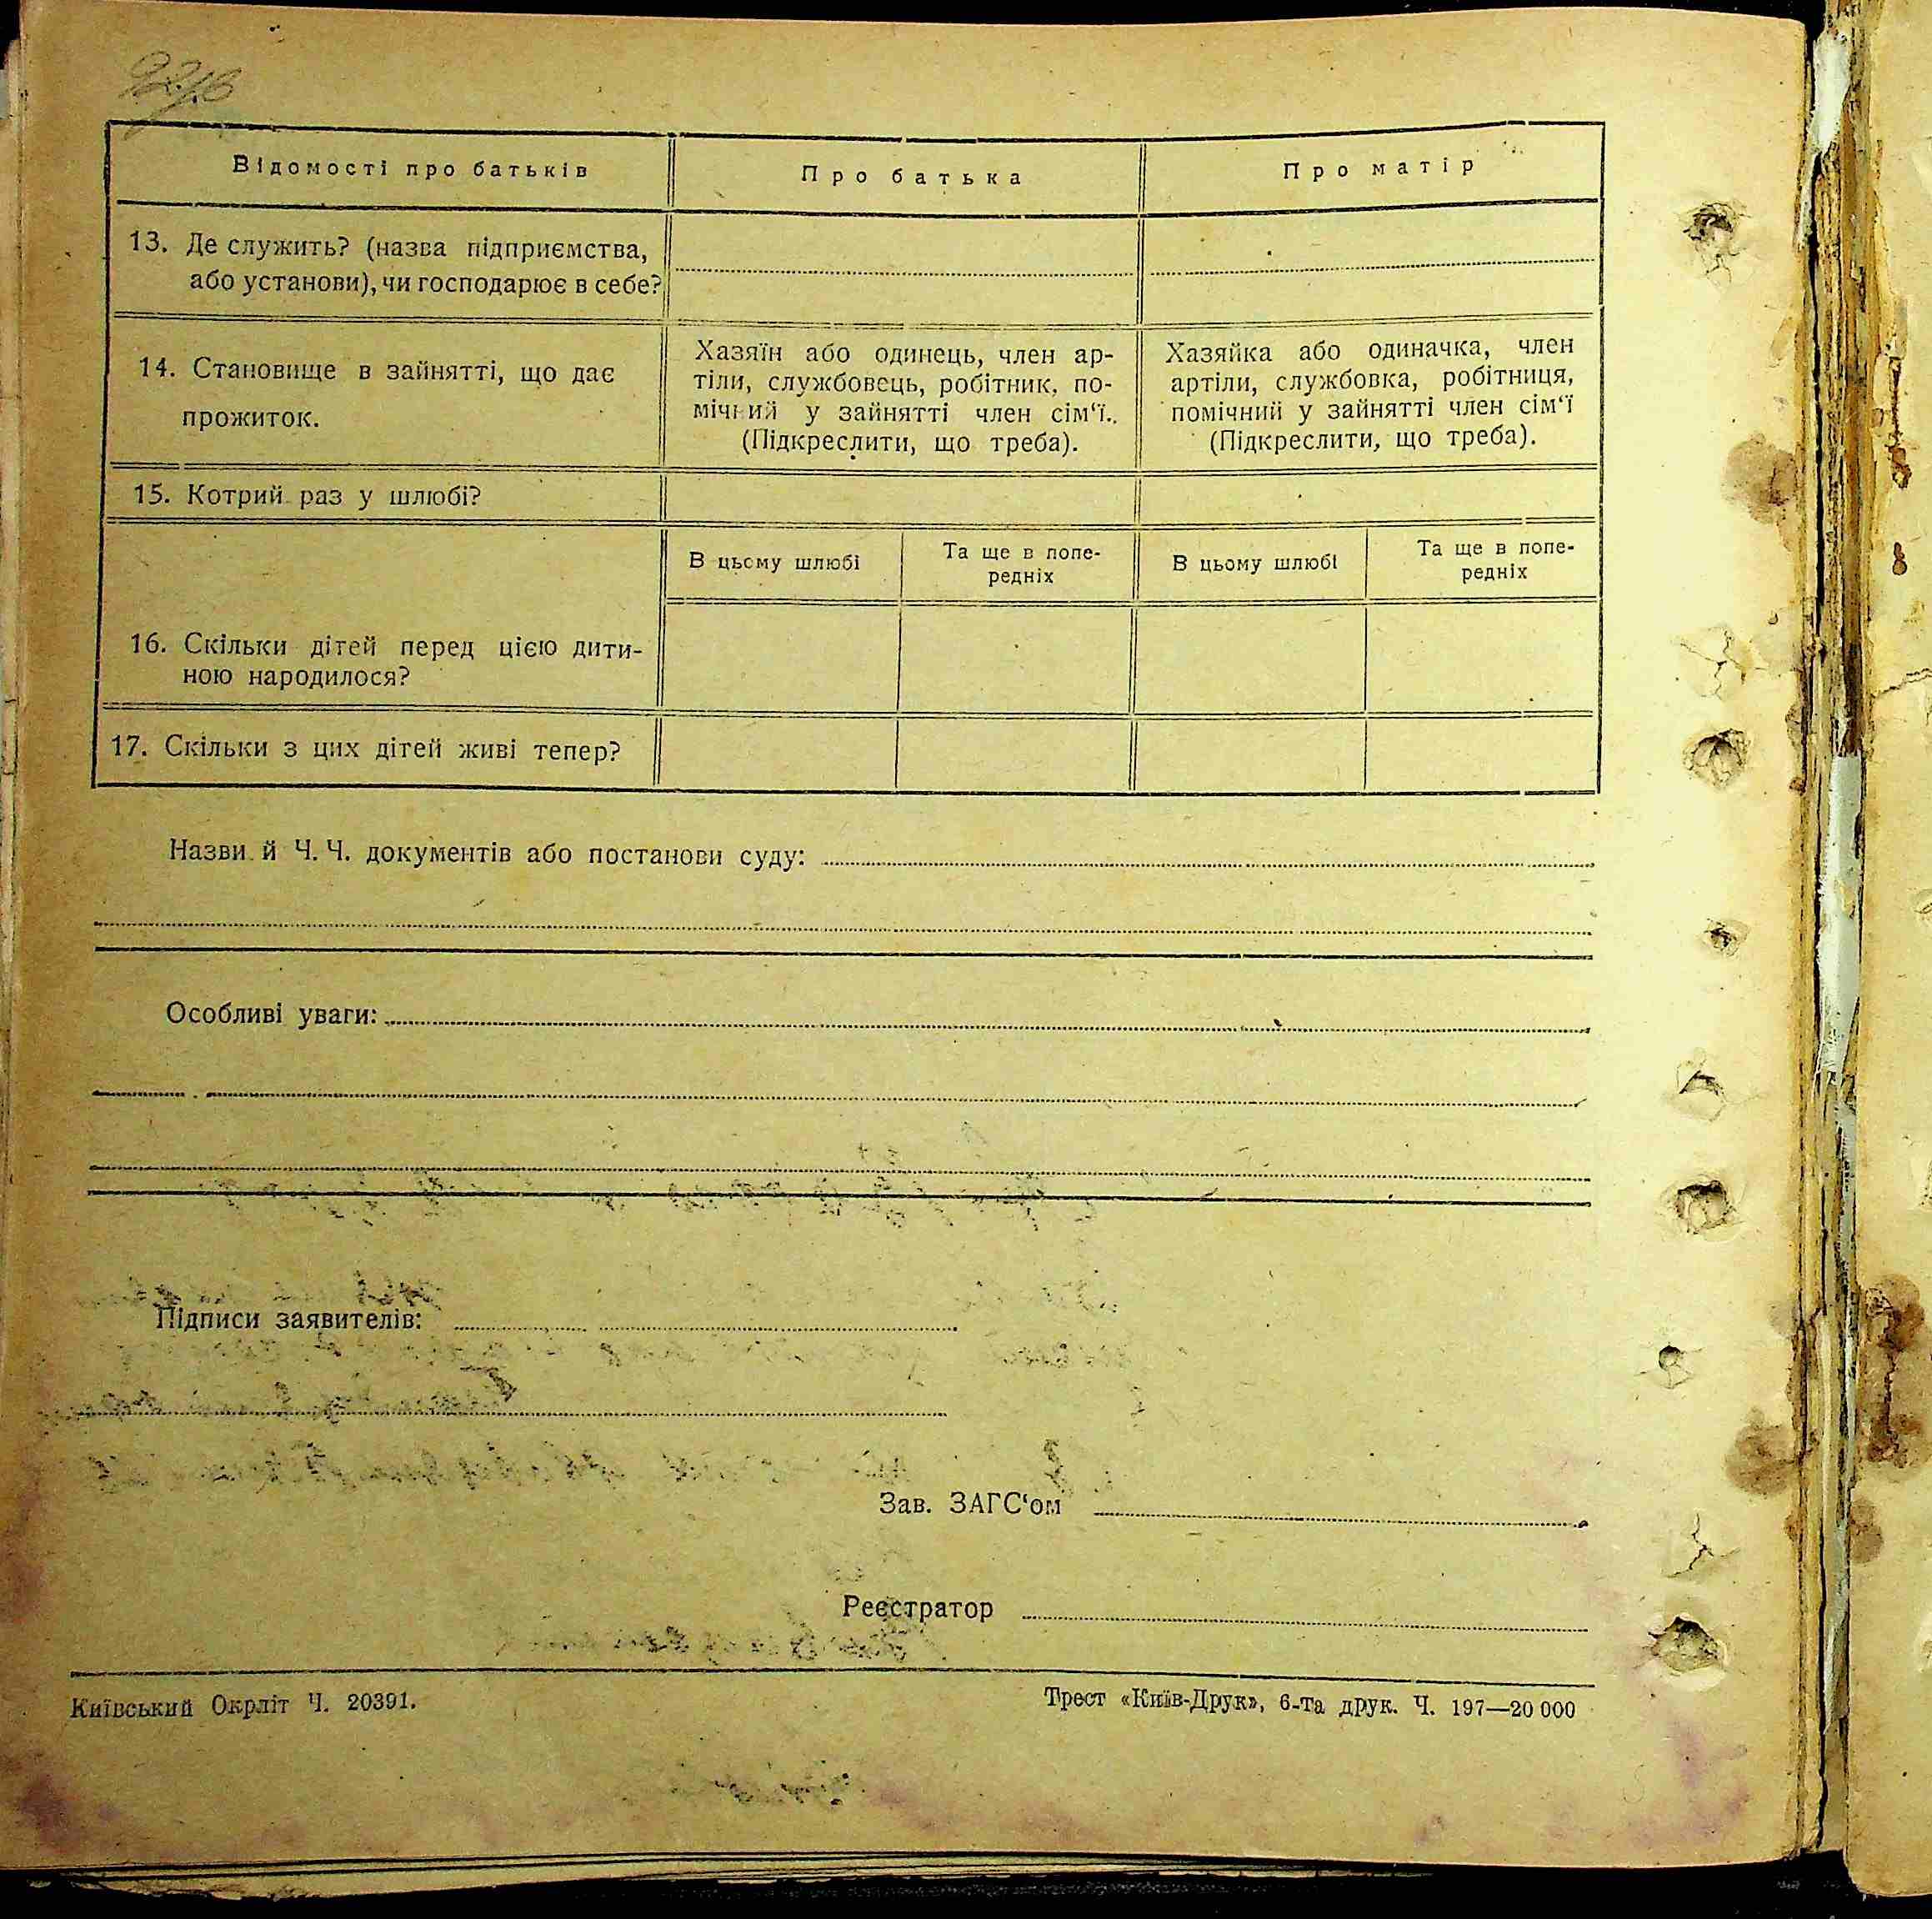 Відомості про батьків
Про батька
Про матір
13. Де служить? (назва підприємства,
або установи), чи господарює в себе?
14. Становище в зайнятті, що дає
прожиток.
Хазяїн або одинець, член ар-
тіли, службовець, робітник, по-
мічний у зайнятті член сім‘ї..
(Підкреслити, що треба).
Хазяйка або одиначка, член
артіли, службовка, робітниця,
помічний у зайнятті член сім‘ї
(Підкреслити, що треба).
15. Котрий раз у шлюбі?
В цьому шлюбі
Та ще в попе-
редніх
В цьому шлюбі
Та ще в попе-
редніх
16. Скільки дітей перед цією дити-
ною народилося?
17. Скільки з цих дітей живі тепер?
Назви й Ч. Ч. документів або постанови суду:
Особливі уваги:
Підписи заявителів:
Зав. ЗАГС‘ом
Реєстратор
Київський Окрліт Ч. 20391.
Трест «Київ-Друк», 6-та друк. Ч. 197—20 000